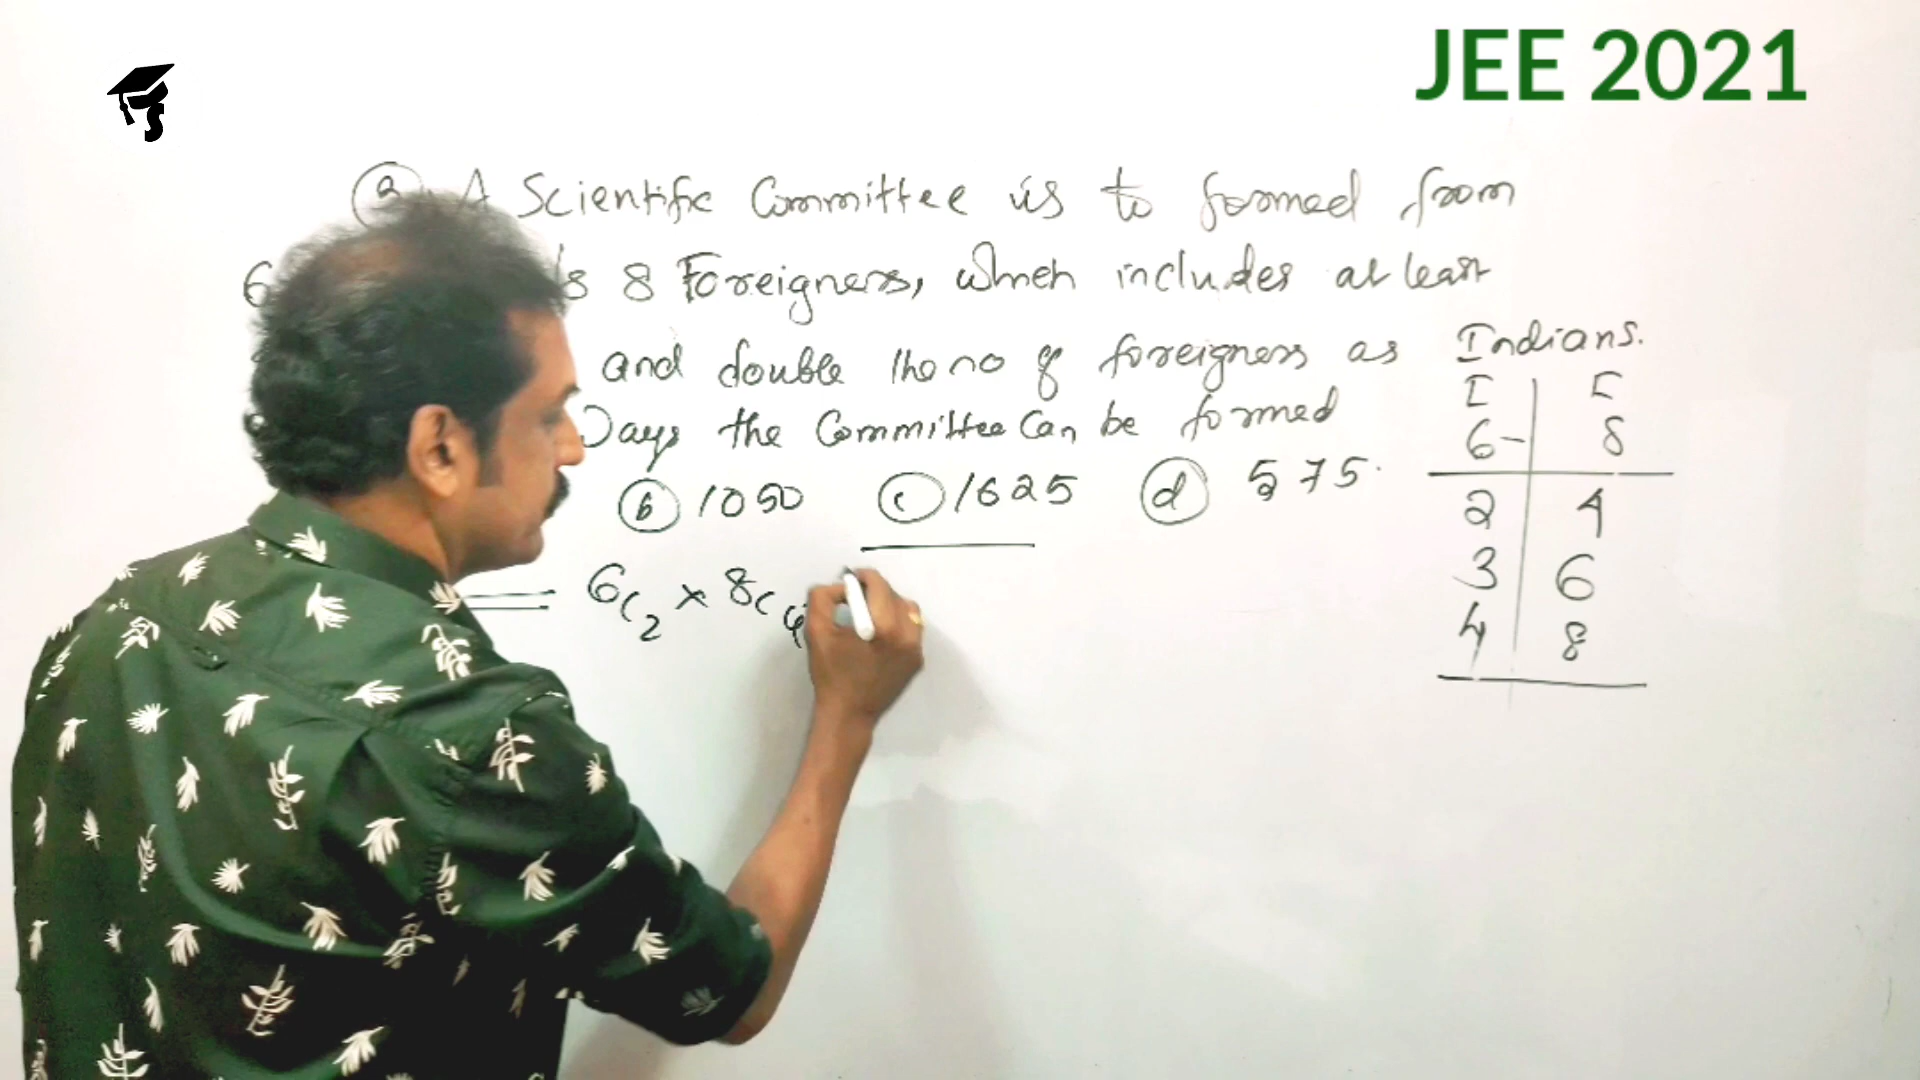 JEE 2021
A Scientific Committee is to formed from
6 8 Foreigners, which includes at least
and double the no of foreigners as Indians.
Ways the Committee Can be formed
(b) 1050 (c) 1625 (d) 575.
= 6C2 × 8C4
I F
6 - 8
2 4
3 6
4 8